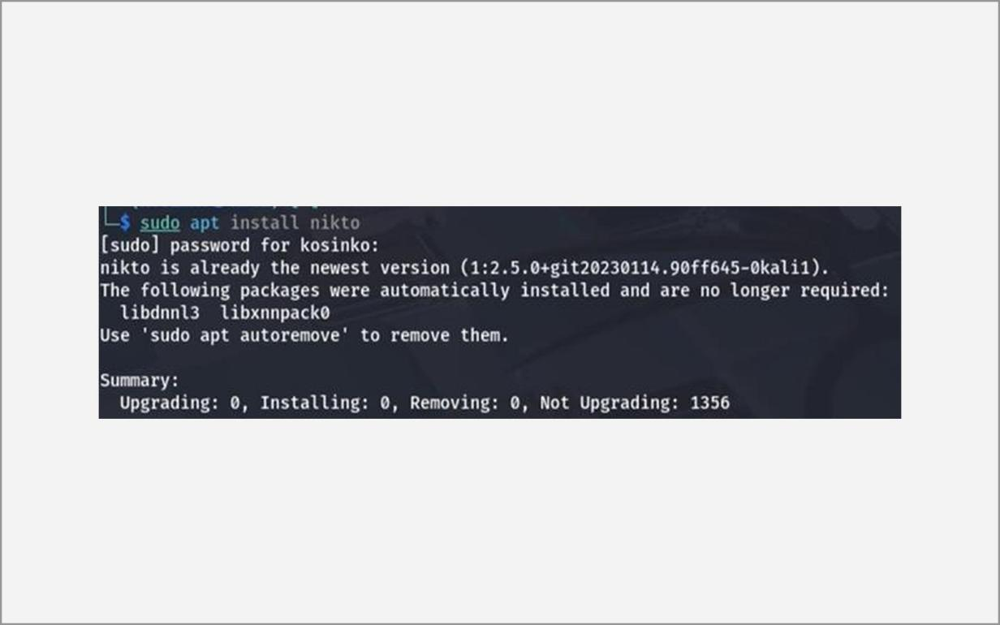 └─$ sudo apt install nikto
[sudo] password for kosinko:
nikto is already the newest version (1:2.5.0+git20230114.90ff645-0kali1).
The following packages were automatically installed and are no longer required:
  libdnnl3  libxnnpack0
Use 'sudo apt autoremove' to remove them.

Summary:
  Upgrading: 0, Installing: 0, Removing: 0, Not Upgrading: 1356